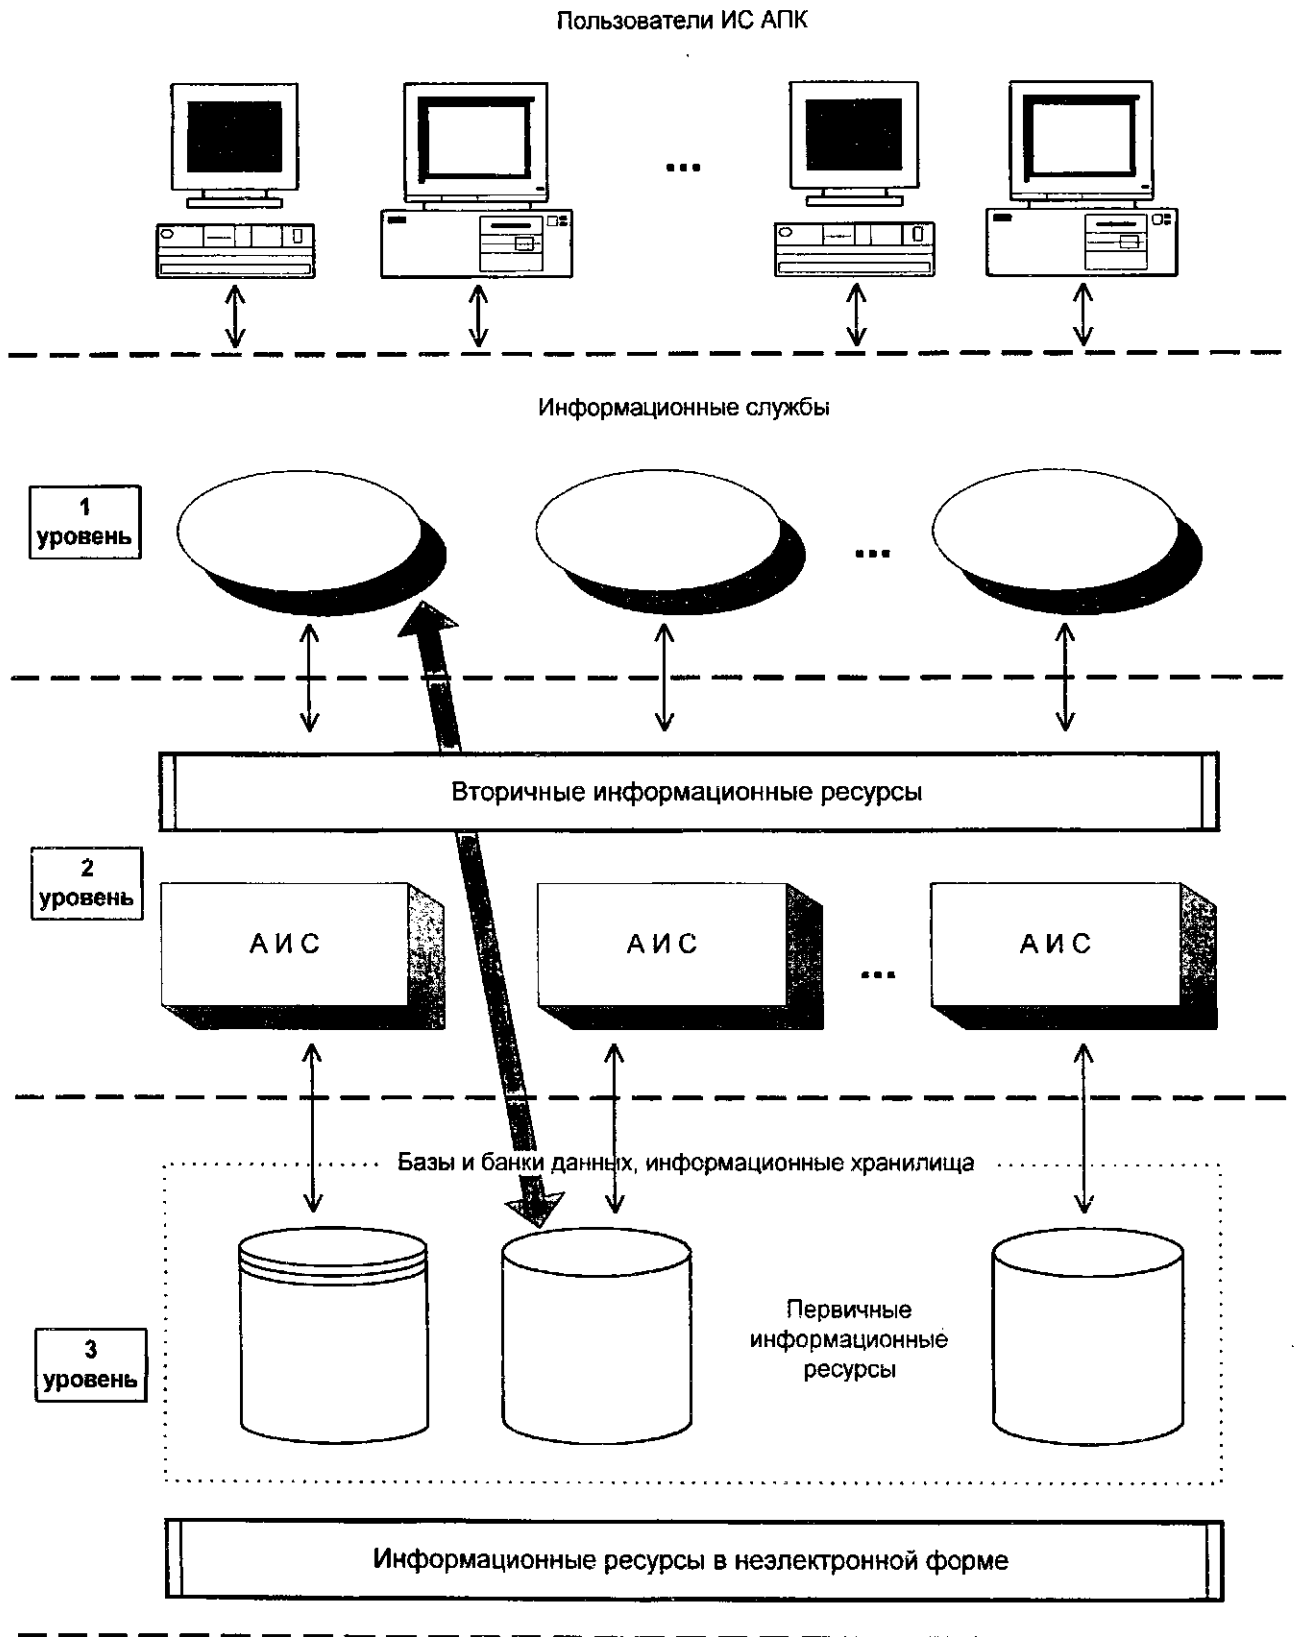 Пользователи ИС АПК
...
Информационные службы
1
уровень
...
Вторичные информационные ресурсы
2
уровень
А И С
А И С
...
А И С
Базы и банки данных, информационные хранилища
Первичные
информационные
ресурсы
3
уровень
Информационные ресурсы в неэлектронной форме